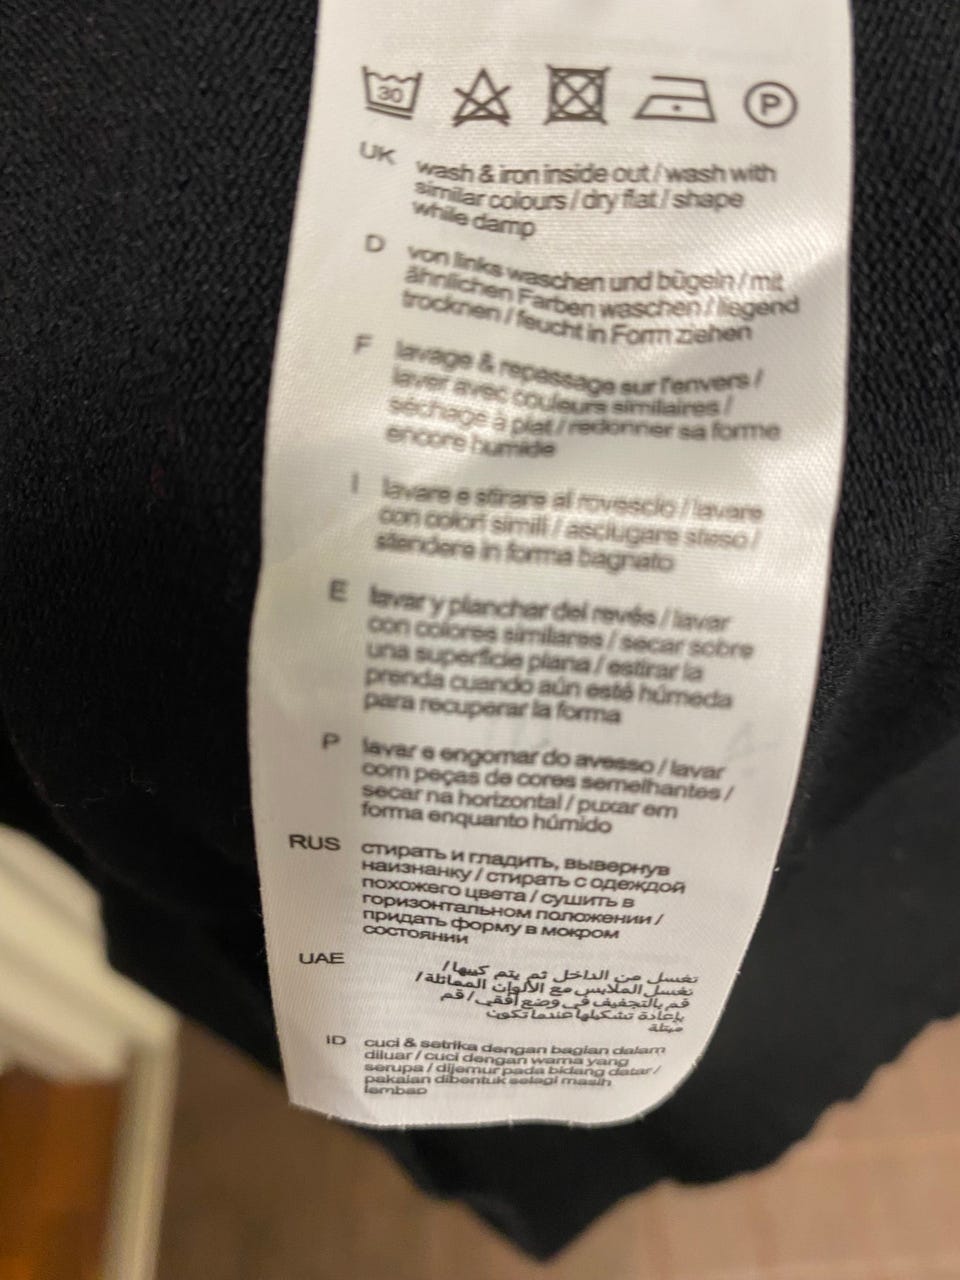 30 P
UK wash & iron inside out / wash with
similar colours / dry flat / shape
while damp
D von links waschen und bügeln / mit
ähnlichen Farben waschen / liegend
trocknen / feucht in Form ziehen
F lavage & repassage sur l'envers /
laver avec couleurs similaires /
séchage à plat / redonner sa forme
encore humide
I lavare e stirare al rovescio / lavare
con colori simili / asciugare steso /
stendere in forma bagnato
E lavar y planchar del revés / lavar
con colores similares / secar sobre
una superficie plana / estirar la
prenda cuando aún esté húmeda
para recuperar la forma
P lavar e engomar do avesso / lavar
com peças de cores semelhantes /
secar na horizontal / puxar em
forma enquanto húmido
RUS стирать и гладить, вывернув
наизнанку / стирать с одеждой
похожего цвета / сушить в
горизонтальном положении /
придать форму в мокром
состоянии
UAE تغسل من الداخل ثم يتم كيها /
تغسل الملابس مع الألوان المماثلة /
قم بالتجفيف في وضع أفقي / قم
بإعادة تشكيلها عندما تكون
مبتلة
ID cuci & setrika dengan bagian dalam
diluar / cuci dengan warna yang
serupa / dijemur pada bidang datar /
pakaian dibentuk selagi masih
lembap